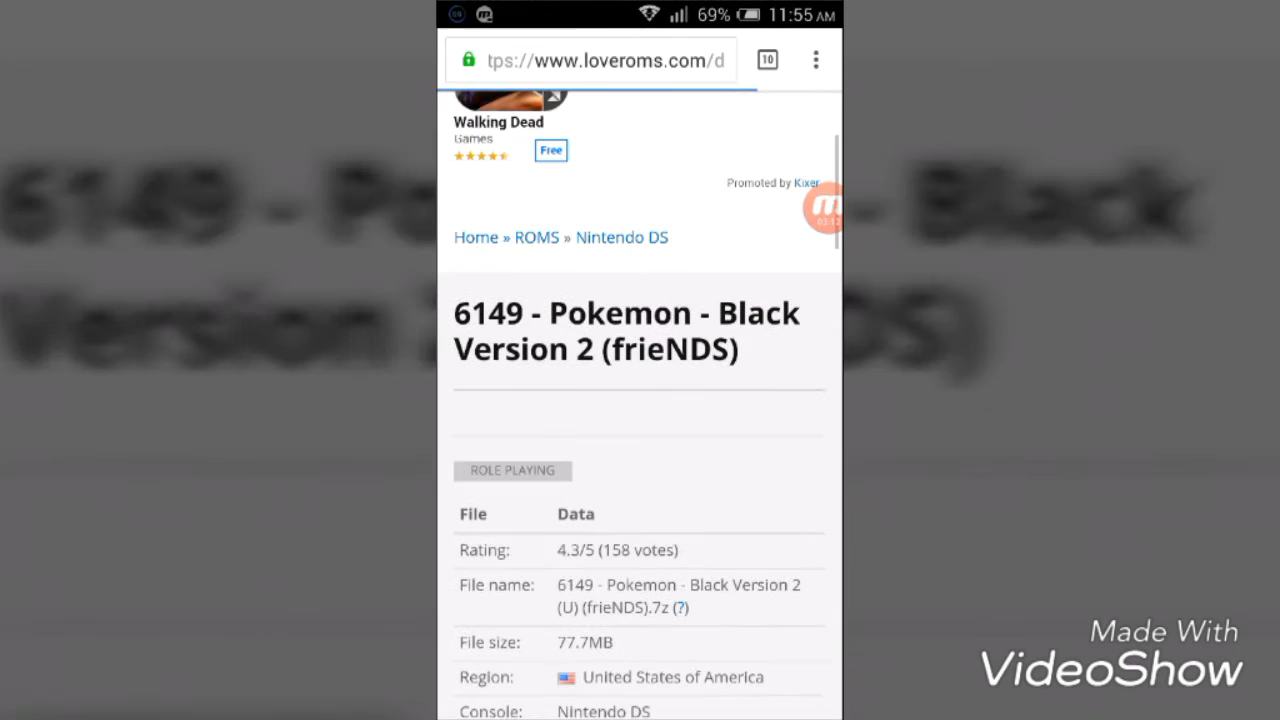 69% 11:55 AM
tps://www.loveroms.com/d 10
Walking Dead
Games
Free
Promoted by Kixer
Home » ROMS » Nintendo DS
6149 - Pokemon - Black
Version 2 (frieNDS)
ROLE PLAYING
File Data
Rating: 4.3/5 (158 votes)
File name: 6149 - Pokemon - Black Version 2
(U) (frieNDS).7z (?)
File size: 77.7MB
Region: United States of America
Console: Nintendo DS
Made With
VideoShow